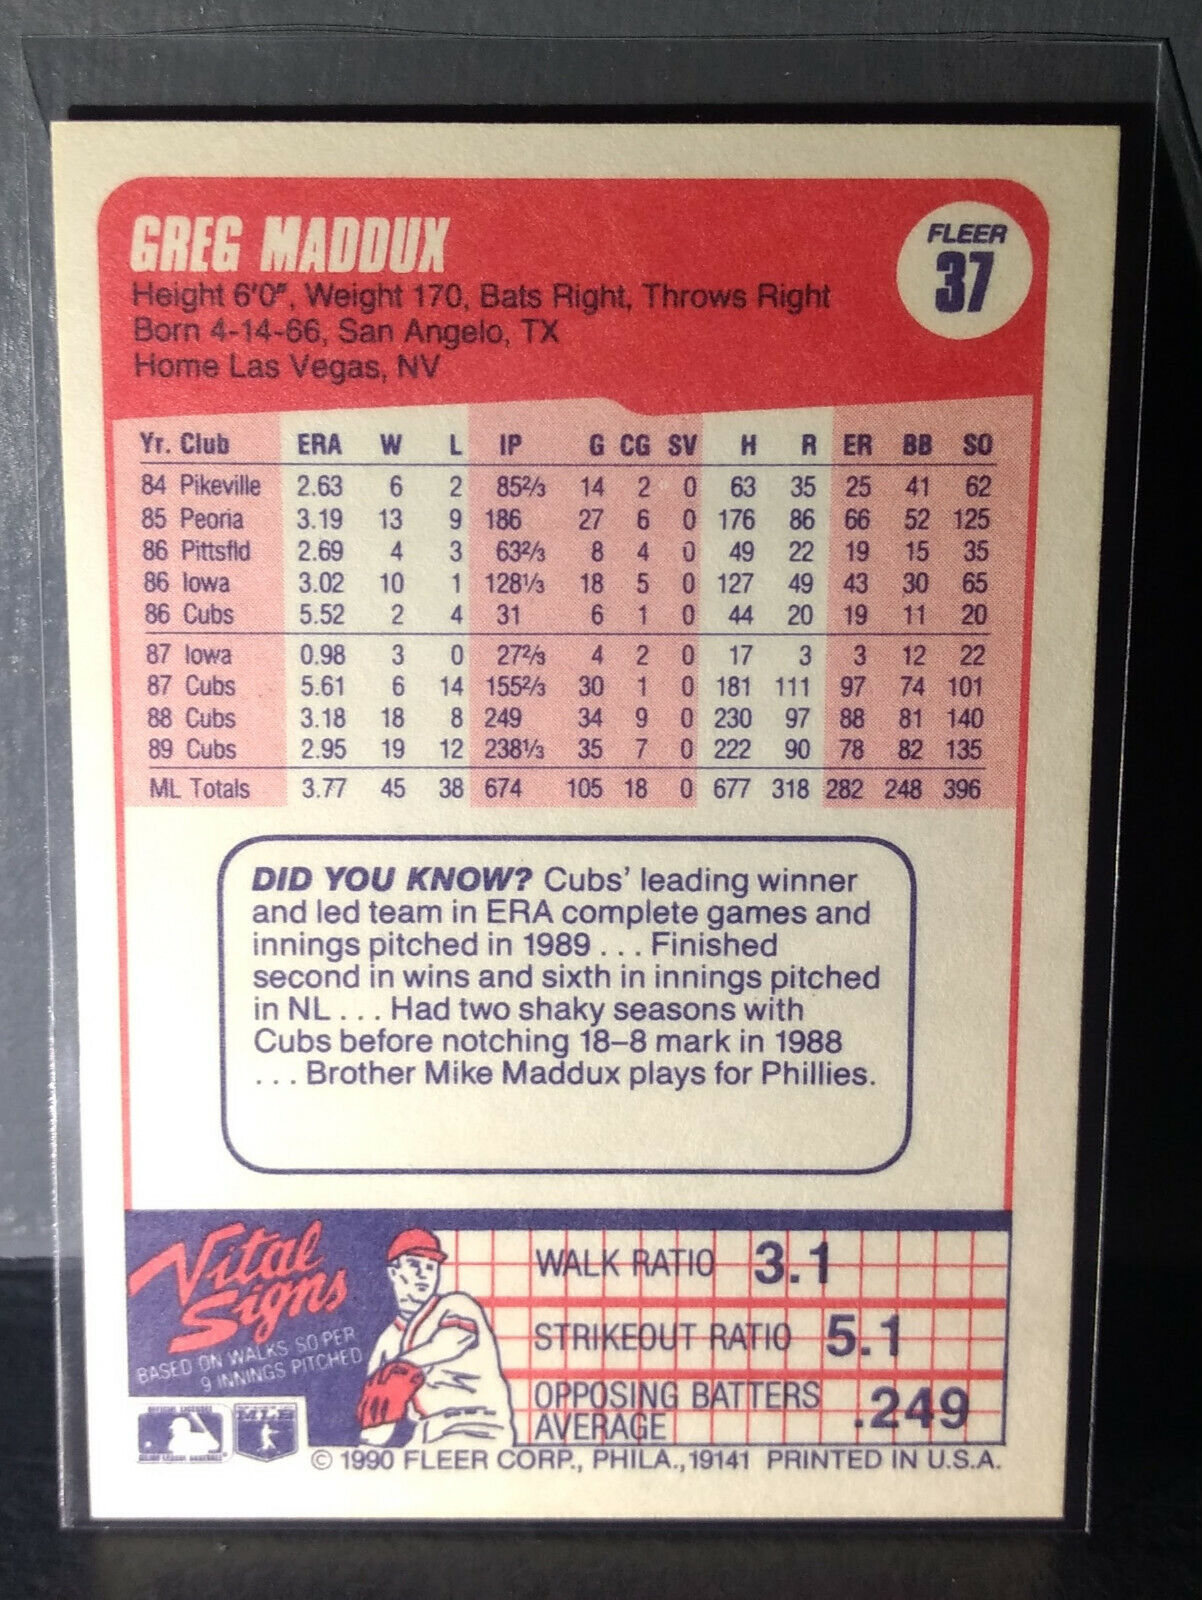 GREG MADDUX
FLEER
37
Height 6'0", Weight 170, Bats Right, Throws Right
Born 4-14-66, San Angelo, TX
Home Las Vegas, NV
Yr. Club ERA W L IP G CG SV H R ER BB SO
84 Pikeville 2.63 6 2 85 2/3 14 2 0 63 35 25 41 62
85 Peoria 3.19 13 9 186 27 6 0 176 86 66 52 125
86 Pittsfld 2.69 4 3 63 2/3 8 4 0 49 22 19 15 35
86 Iowa 3.02 10 1 128 1/3 18 5 0 127 49 43 30 65
86 Cubs 5.52 2 4 31 6 1 0 44 20 19 11 20
87 Iowa 0.98 3 0 27 2/3 4 2 0 17 3 3 12 22
87 Cubs 5.61 6 14 155 2/3 30 1 0 181 111 97 74 101
88 Cubs 3.18 18 8 249 34 9 0 230 97 88 81 140
89 Cubs 2.95 19 12 238 1/3 35 7 0 222 90 78 82 135
ML Totals 3.77 45 38 674 105 18 0 677 318 282 248 396
DID YOU KNOW? Cubs' leading winner
and led team in ERA complete games and
innings pitched in 1989 . . . Finished
second in wins and sixth in innings pitched
in NL . . . Had two shaky seasons with
Cubs before notching 18–8 mark in 1988
. . . Brother Mike Maddux plays for Phillies.
Vital
Signs
BASED ON WALKS SO PER
9 INNINGS PITCHED
WALK RATIO 3.1
STRIKEOUT RATIO 5.1
OPPOSING BATTERS
AVERAGE .249
MLB
© 1990 FLEER CORP., PHILA., 19141 PRINTED IN U.S.A.